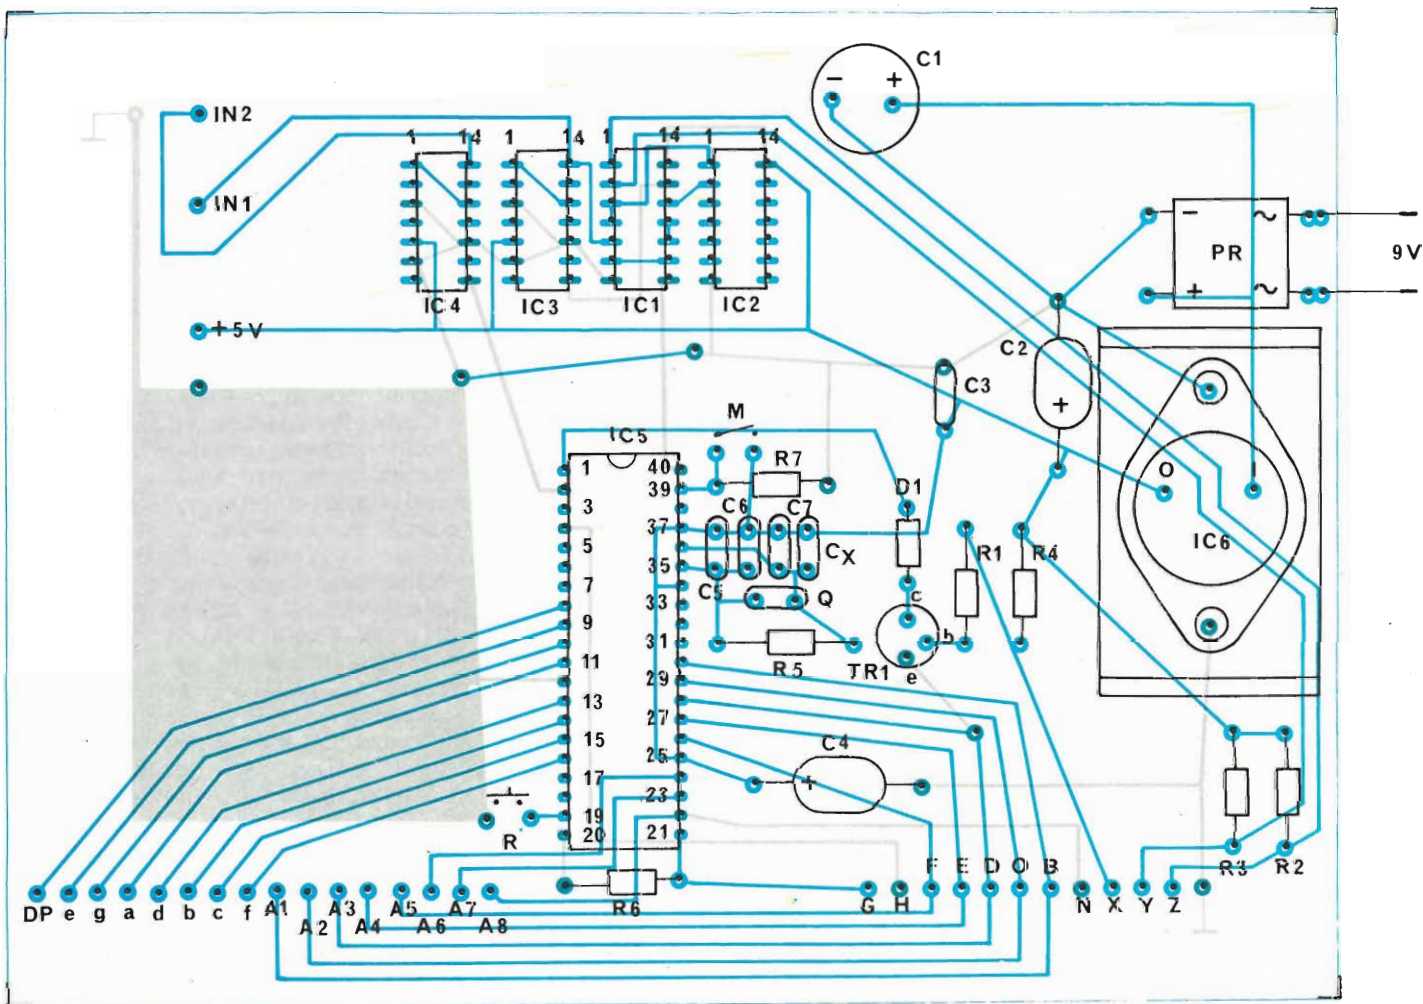 C1
- +
IN2
1 14 1 14 1 14 1 14
IN1
- ~
PR
9V
+ ~
IC4 IC3 IC1 IC2
+5V
C2
+
C3
M
IC5
R7
D1
O I
IC6
1 40
39
3
37
5
35
7
33
9
31
11
29
13
27
15
25
17
23
19
20 21
C6 C7
CX
C5
Q
R1 R4
c
b
e
TR1
R5
C4
+
R
R3 R2
R6
DP e g a d b c f A1 A2 A3 A4 A5 A6 A7 A8
G H F E D O B N X Y Z